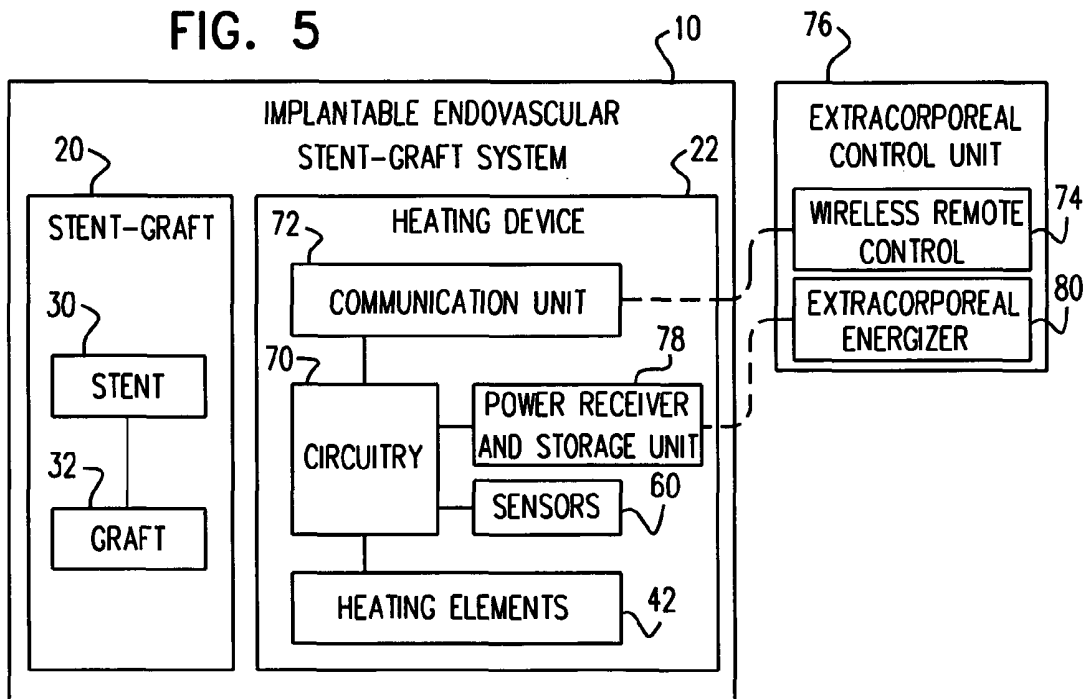 FIG. 5
10
76
IMPLANTABLE ENDOVASCULAR
STENT-GRAFT SYSTEM
20
22
STENT-GRAFT
30
STENT
32
GRAFT
HEATING DEVICE
72
COMMUNICATION UNIT
70
CIRCUITRY
78
POWER RECEIVER
AND STORAGE UNIT
60
SENSORS
HEATING ELEMENTS
42
EXTRACORPOREAL
CONTROL UNIT
74
WIRELESS REMOTE
CONTROL
80
EXTRACORPOREAL
ENERGIZER